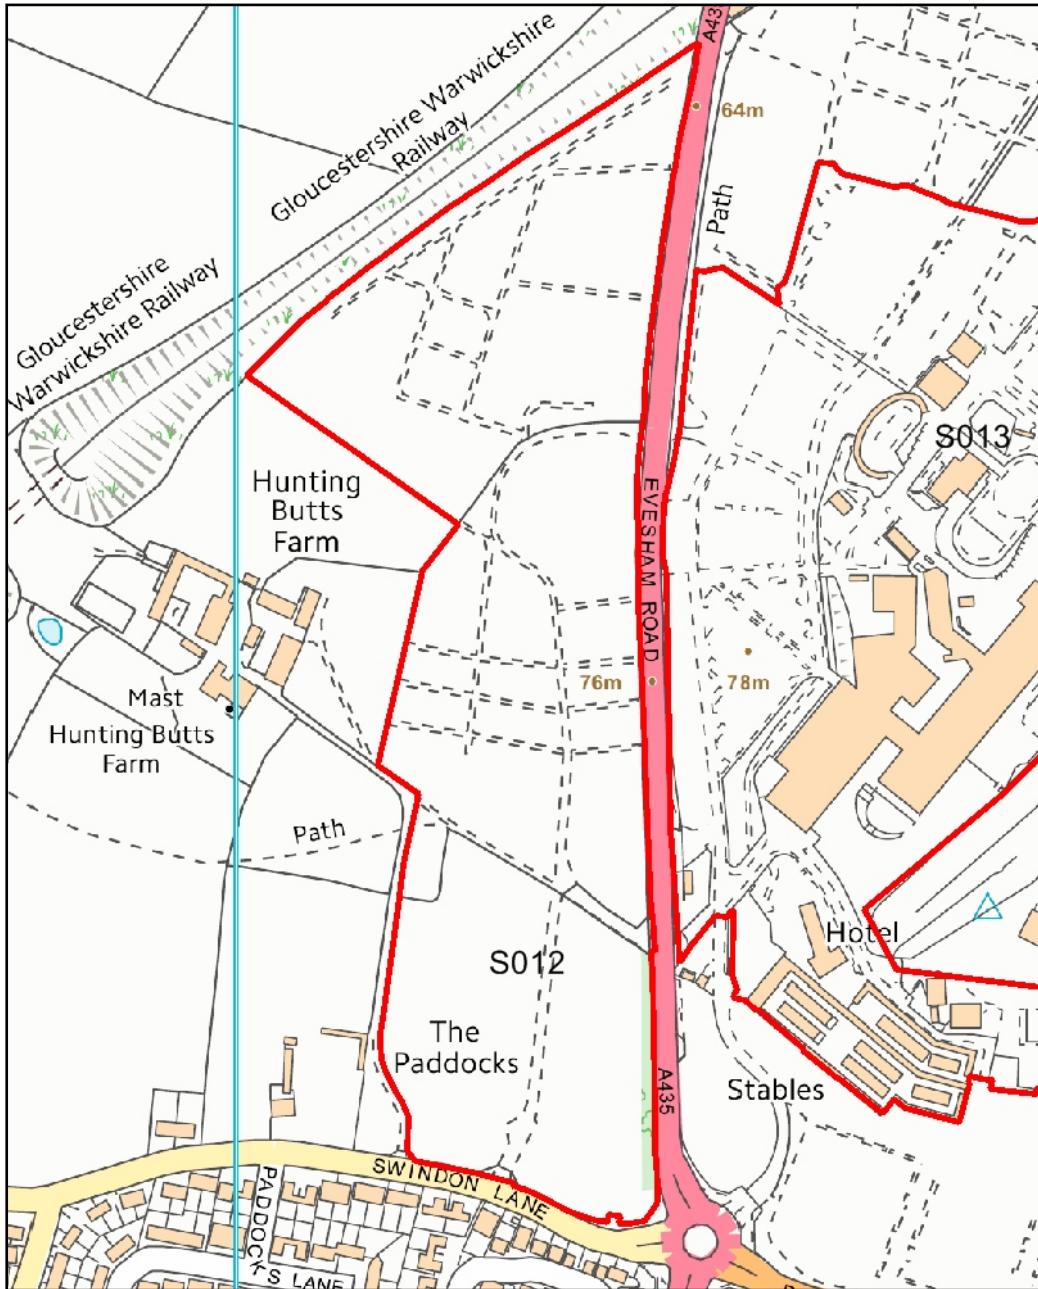 A435
64m
Gloucestershire Warwickshire
Railway
Path
Gloucestershire
Warwickshire Railway
S013
Hunting
Butts
Farm
EVESHAM ROAD
76m
78m
Mast
Hunting Butts
Farm
Path
Hotel
S012
The
Paddocks
A435
Stables
SWINDON LANE
PADDOCKS LANE